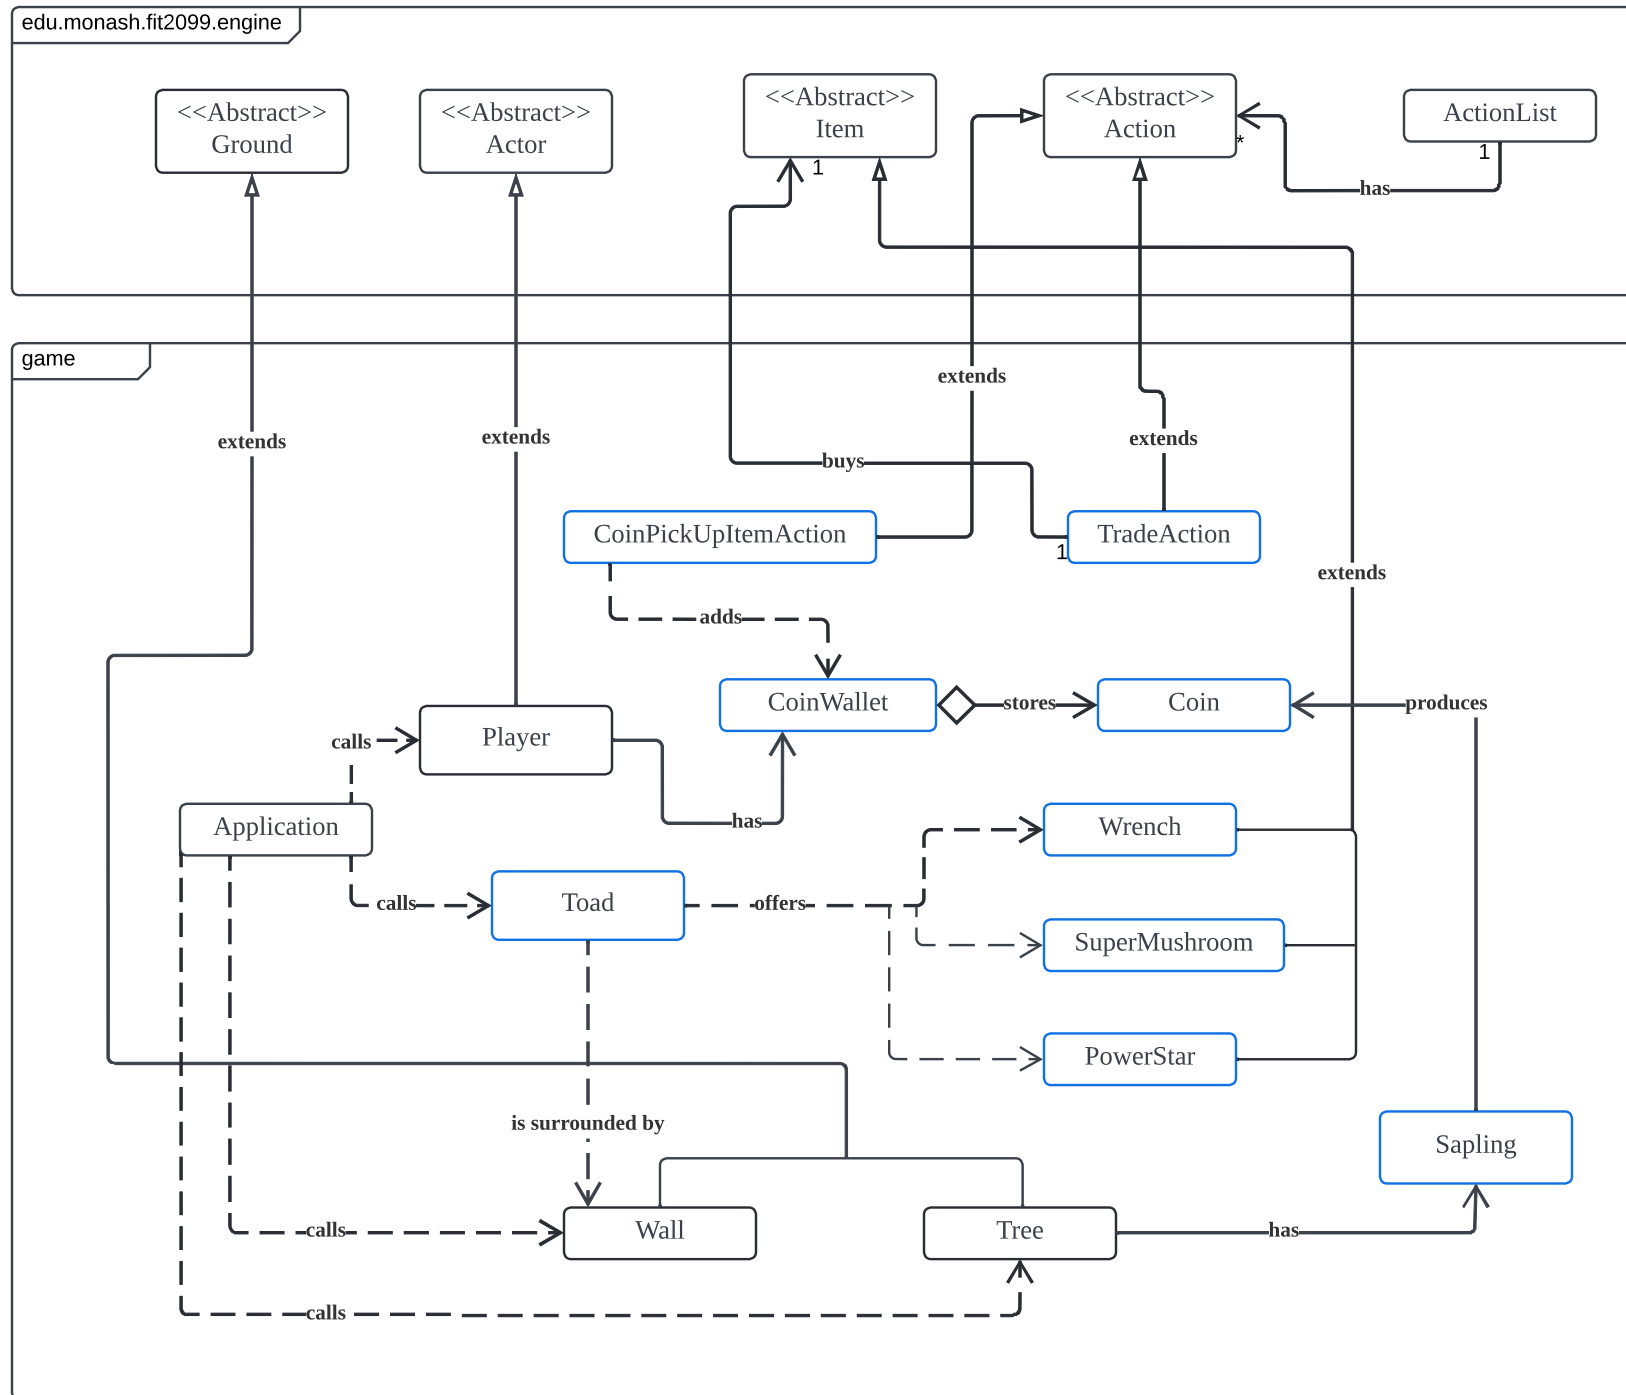 edu.monash.fit2099.engine
<<Abstract>>
Ground
<<Abstract>>
Actor
<<Abstract>>
Item
<<Abstract>>
Action
ActionList
1
*
1
has
game
extends
extends
extends
extends
buys
CoinPickUpItemAction
TradeAction
1
extends
adds
CoinWallet
stores
Coin
produces
calls
Player
has
Application
Wrench
calls
Toad
offers
SuperMushroom
PowerStar
is surrounded by
Sapling
calls
Wall
Tree
has
calls